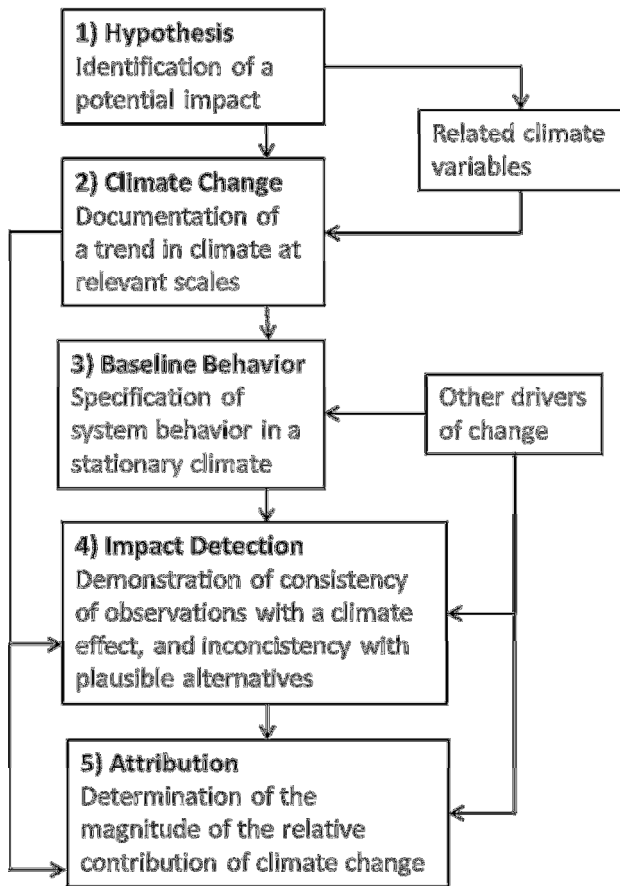 1) Hypothesis
Identification of a
potential impact
Related climate
variables
2) Climate Change
Documentation of
a trend in climate at
relevant scales
3) Baseline Behavior
Specification of
system behavior in a
stationary climate
Other drivers
of change
4) Impact Detection
Demonstration of consistency
of observations with a climate
effect, and inconcistency with
plausible alternatives
5) Attribution
Determination of the
magnitude of the relative
contribution of climate change